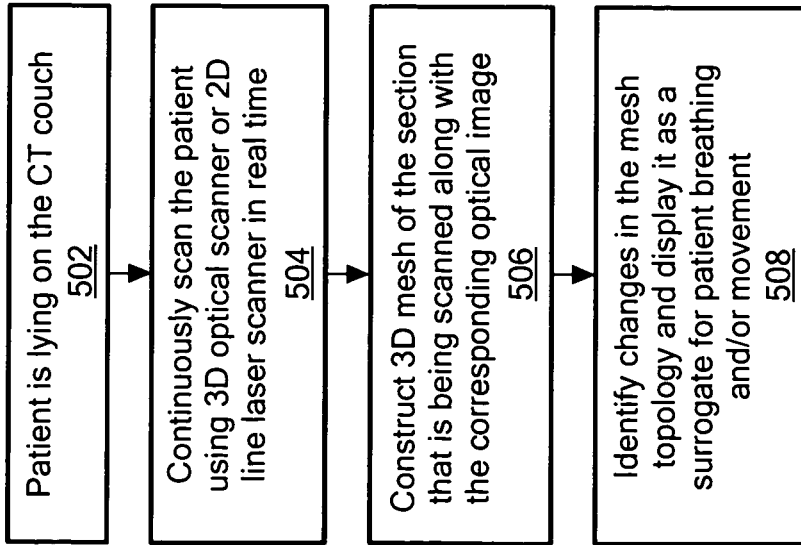 Patient is lying on the CT couch
502
Continuously scan the patient
using 3D optical scanner or 2D
line laser scanner in real time
504
Construct 3D mesh of the section
that is being scanned along with
the corresponding optical image
506
Identify changes in the mesh
topology and display it as a
surrogate for patient breathing
and/or movement
508